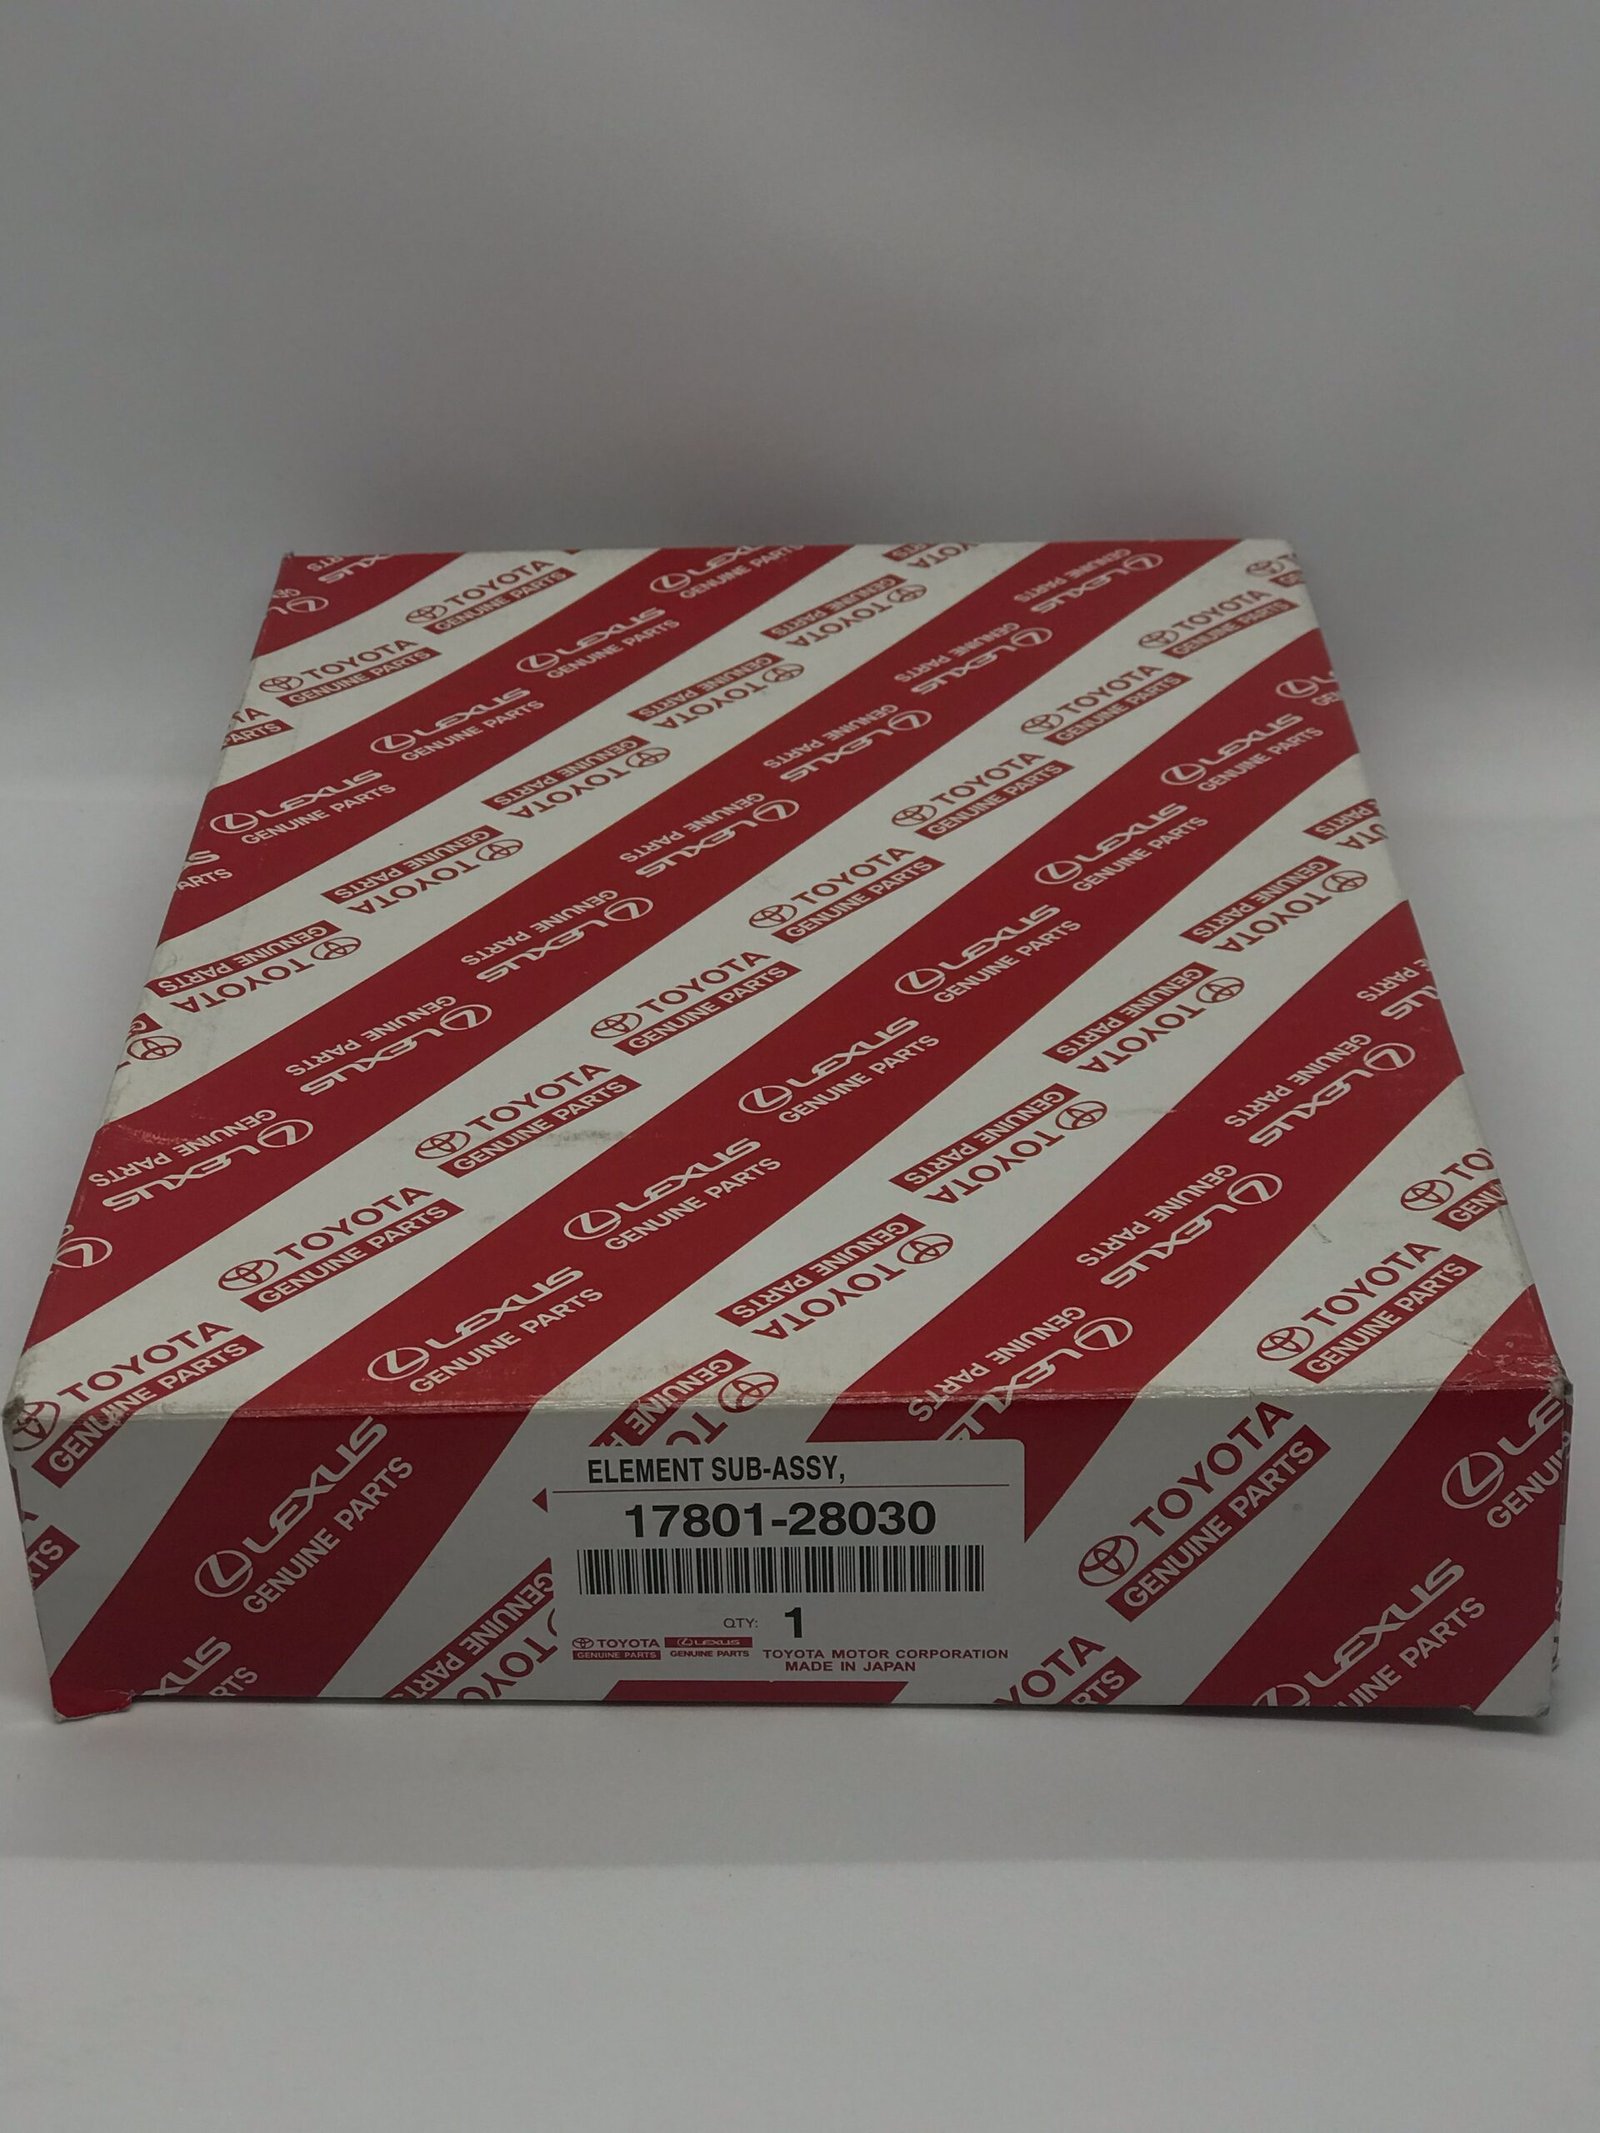 TOYOTA
GENUINE PARTS
LEXUS
GENUINE PARTS
ELEMENT SUB-ASSY,
17801-28030
QTY: 1
TOYOTA LEXUS
GENUINE PARTS GENUINE PARTS
TOYOTA MOTOR CORPORATION
MADE IN JAPAN